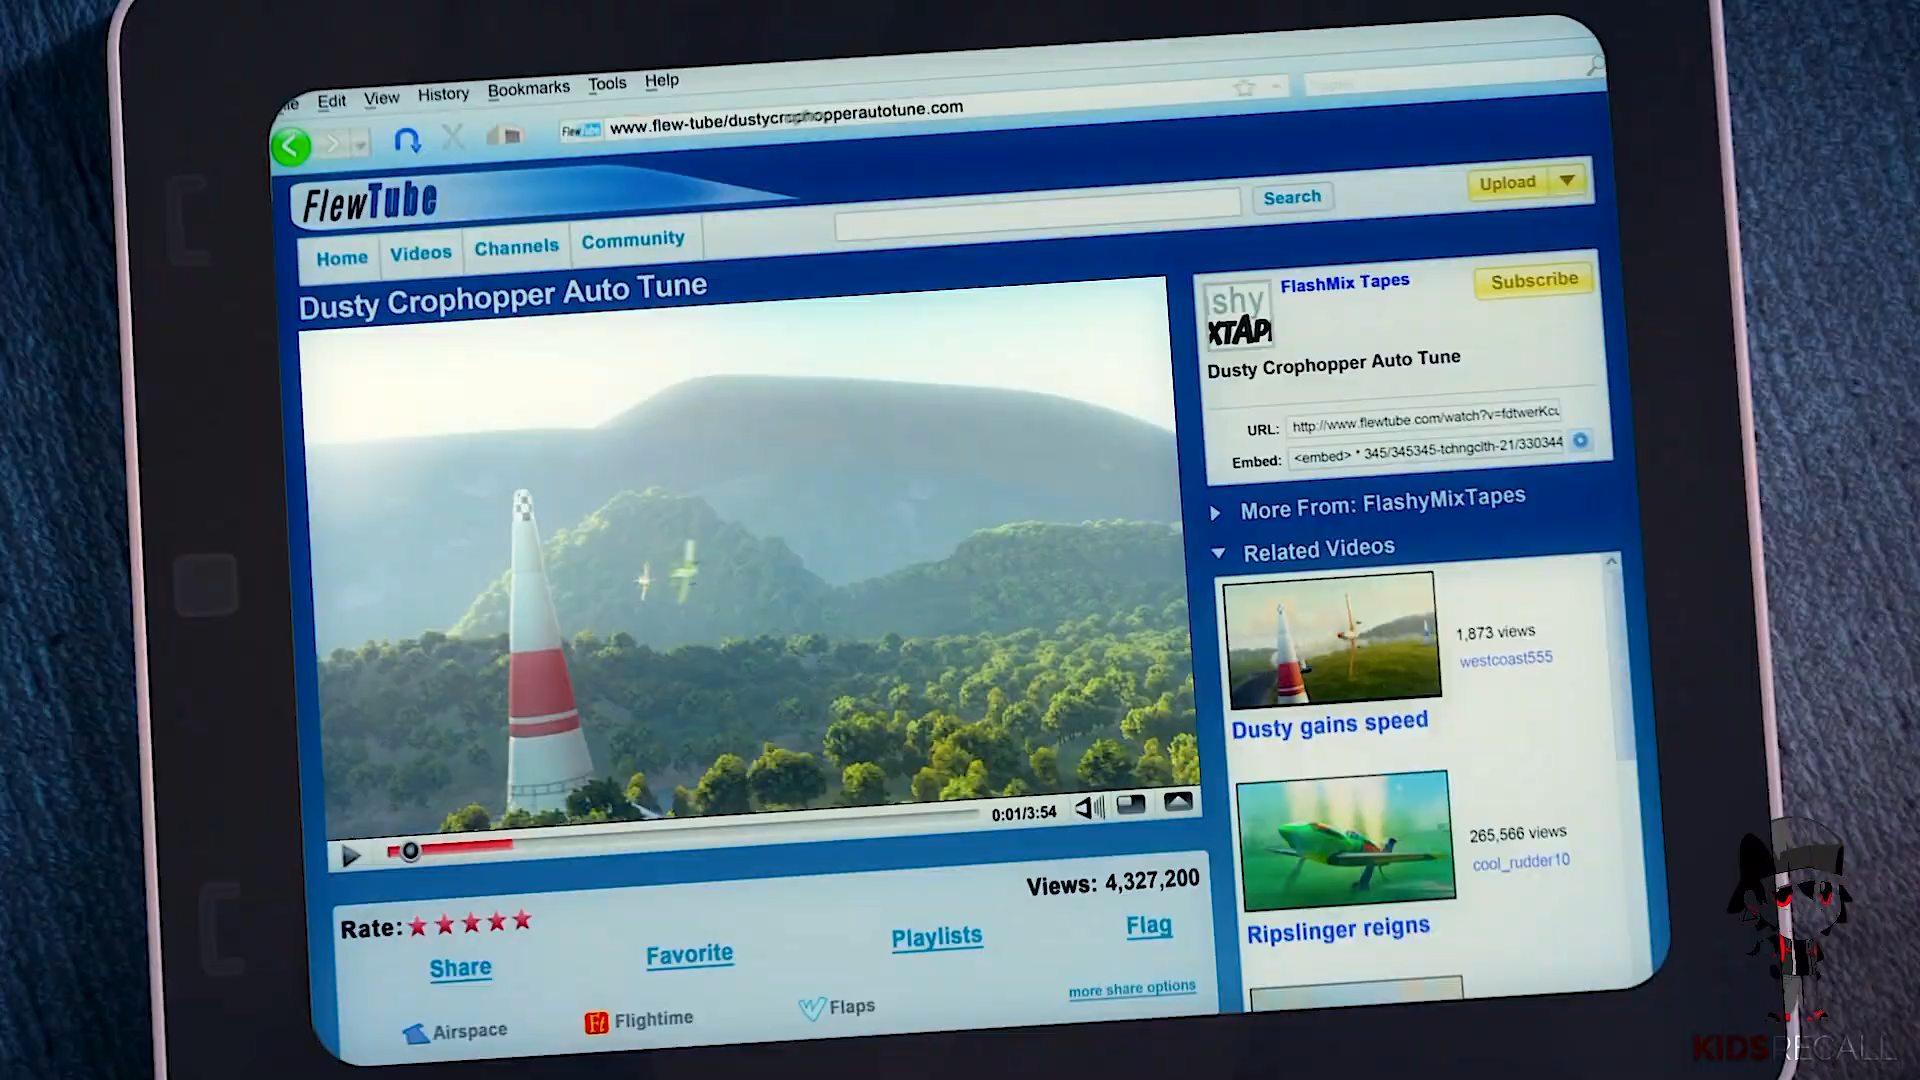 Edit View History Bookmarks Tools Help
FlewTube www.flew-tube/dustycrophopperautotune.com
FlewTube
Search
Upload
Home Videos Channels Community
Dusty Crophopper Auto Tune
shy
XTAP
FlashMix Tapes
Subscribe
Dusty Crophopper Auto Tune
URL: http://www.flewtube.com/watch?v=fdtwerKcu
Embed: <embed> * 345/345345-tchngclth-21/330344
More From: FlashyMixTapes
Related Videos
1,873 views
westcoast555
Dusty gains speed
265,566 views
cool_rudder10
Ripslinger reigns
0:01/3:54
Views: 4,327,200
Rate:
Share Favorite Playlists Flag
more share options
Airspace Ft Flightime Flaps
KIDSRECALL